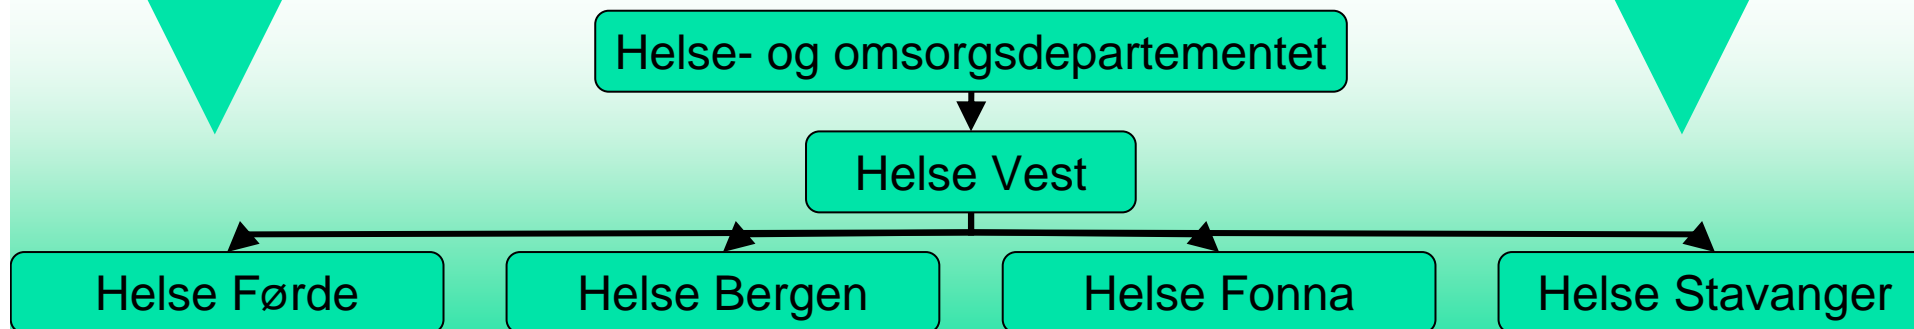 Helse- og omsorgsdepartementet
Helse Vest
Helse Førde
Helse Bergen
Helse Fonna
Helse Stavanger